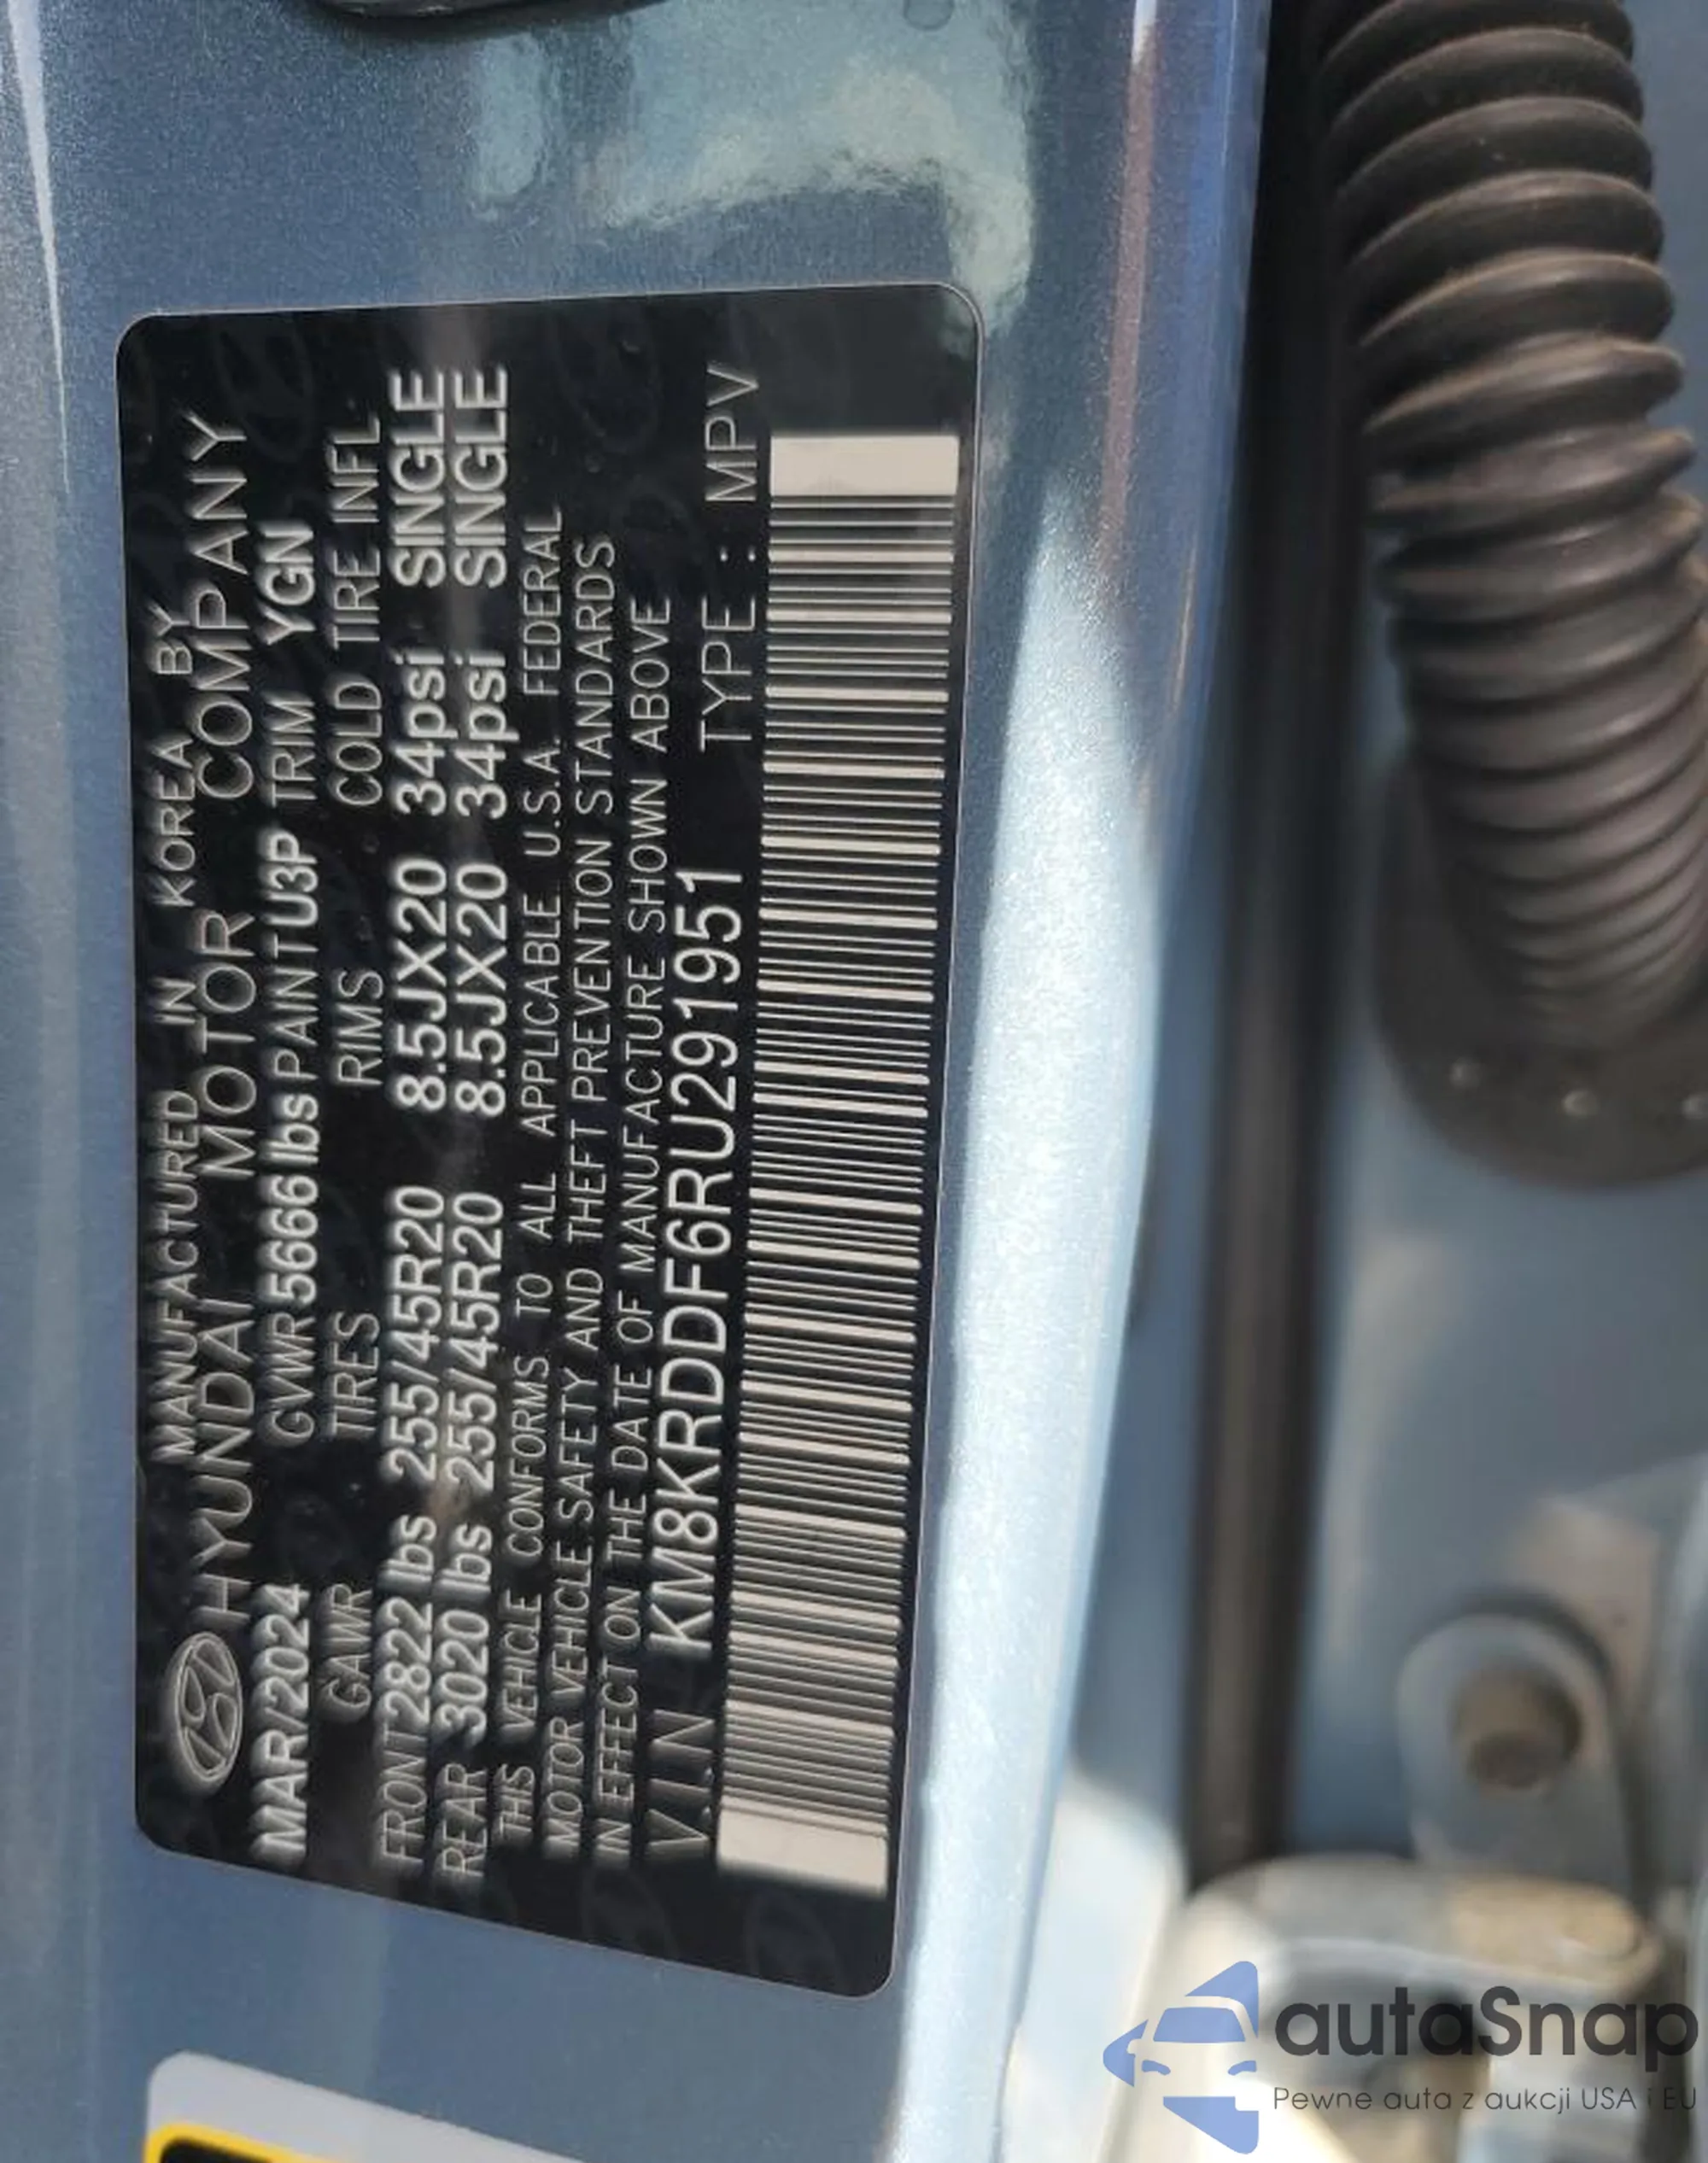 MANUFACTURED IN KOREA BY
HYUNDAI MOTOR COMPANY
MAR/2024 GVWR 5666 lbs PAINT U3P TRIM YGN
GAWR TIRES RIMS COLD TIRE INFL
FRONT 2822 lbs 255/45R20 8.5JX20 34psi SINGLE
REAR 3020 lbs 255/45R20 8.5JX20 34psi SINGLE
THIS VEHICLE CONFORMS TO ALL APPLICABLE U.S.A. FEDERAL
MOTOR VEHICLE SAFETY AND THEFT PREVENTION STANDARDS
IN EFFECT ON THE DATE OF MANUFACTURE SHOWN ABOVE
V.I.N KM8KRDDF6RU291951 TYPE : MPV
autaSnap
Pewne auta z aukcji USA i EU